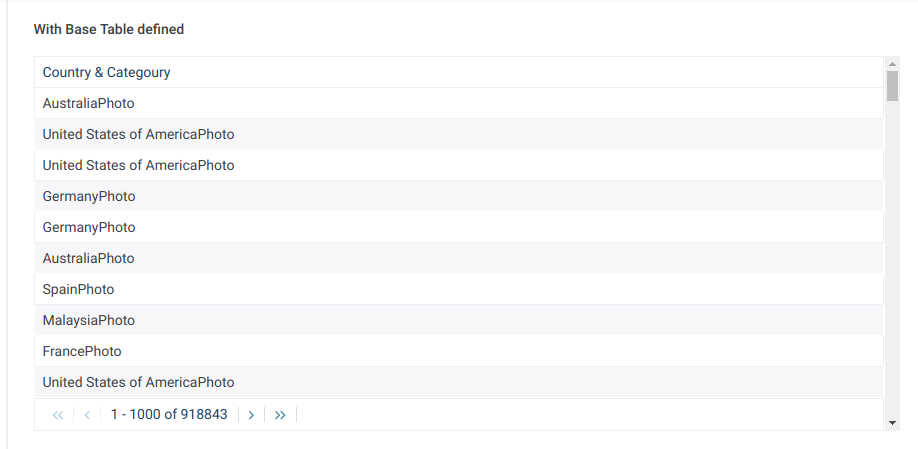 With Base Table defined
Country & Categoury
AustraliaPhoto
United States of AmericaPhoto
United States of AmericaPhoto
GermanyPhoto
GermanyPhoto
AustraliaPhoto
SpainPhoto
MalaysiaPhoto
FrancePhoto
United States of AmericaPhoto
1 - 1000 of 918843